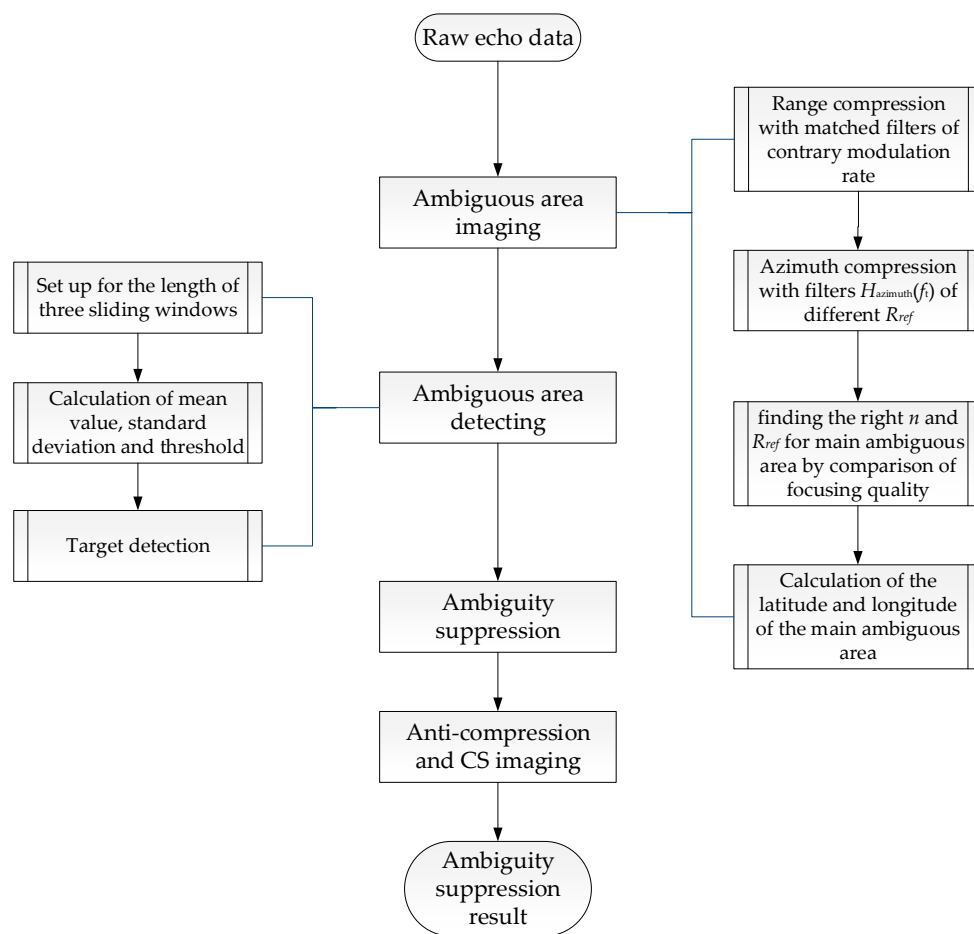 Raw echo data
Ambiguous area
imaging
Ambiguous area
detecting
Ambiguity
suppression
Anti-compression
and CS imaging
Ambiguity
suppression
result
Range compression
with matched filters of
contrary modulation
rate
Azimuth compression
with filters Hazimuth(ft) of
different Rref
finding the right n and
Rref for main ambiguous
area by comparison of
focusing quality
Calculation of the
latitude and longitude
of the main ambiguous
area
Set up for the length of
three sliding windows
Calculation of mean
value, standard
deviation and threshold
Target detection